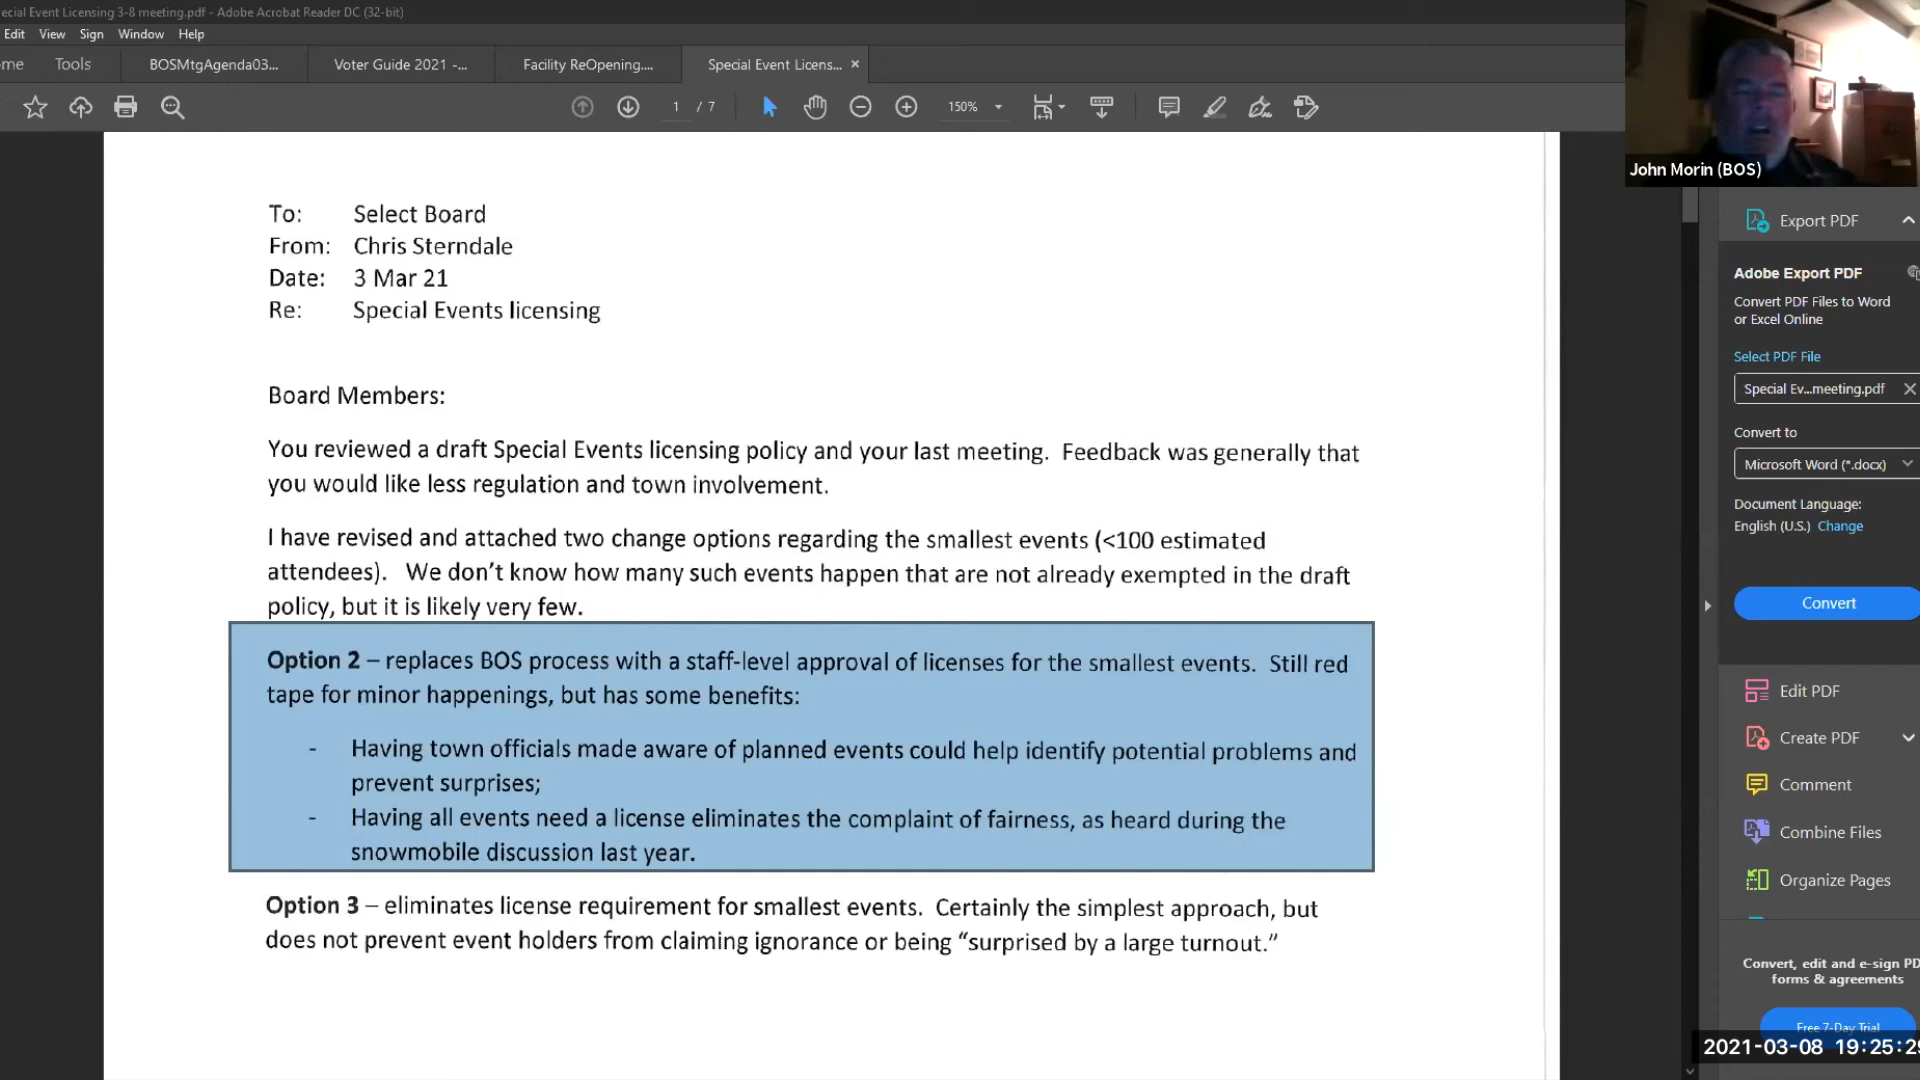 ecial Event Licensing 3-8 meeting.pdf - Adobe Acrobat Reader DC (32-bit)
Edit View Sign Window Help
me Tools BOSMtgAgenda03... Voter Guide 2021 -... Facility ReOpening.... Special Event Licens... ×
1 / 7 150%
John Morin (BOS)
To: Select Board
From: Chris Sterndale
Date: 3 Mar 21
Re: Special Events licensing
Board Members:
You reviewed a draft Special Events licensing policy and your last meeting. Feedback was generally that
you would like less regulation and town involvement.
I have revised and attached two change options regarding the smallest events (<100 estimated
attendees). We don't know how many such events happen that are not already exempted in the draft
policy, but it is likely very few.
Option 2 – replaces BOS process with a staff-level approval of licenses for the smallest events. Still red
tape for minor happenings, but has some benefits:
- Having town officials made aware of planned events could help identify potential problems and
prevent surprises;
- Having all events need a license eliminates the complaint of fairness, as heard during the
snowmobile discussion last year.
Option 3 – eliminates license requirement for smallest events. Certainly the simplest approach, but
does not prevent event holders from claiming ignorance or being “surprised by a large turnout.”
Export PDF
Adobe Export PDF
Convert PDF Files to Word
or Excel Online
Select PDF File
Special Ev...meeting.pdf
Convert to
Microsoft Word (*.docx)
Document Language:
English (U.S.) Change
Convert
Edit PDF
Create PDF
Comment
Combine Files
Organize Pages
Convert, edit and e-sign PD
forms & agreements
Free 7-Day Trial
2021-03-08 19:25:29